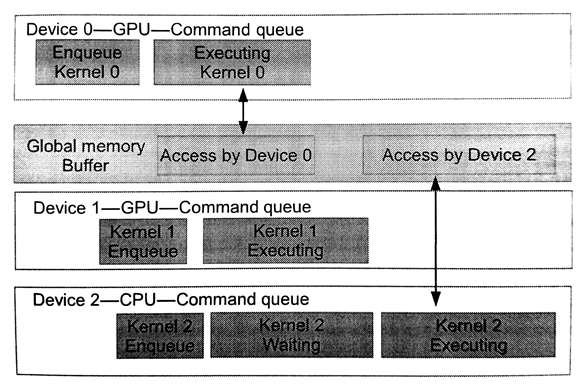 Device 0—GPU—Command queue
Enqueue
Kernel 0
Executing
Kernel 0
Global memory
Buffer
Access by Device 0
Access by Device 2
Device 1—GPU—Command queue
Kernel 1
Enqueue
Kernel 1
Executing
Device 2—CPU—Command queue
Kernel 2
Enqueue
Kernel 2
Waiting
Kernel 2
Executing